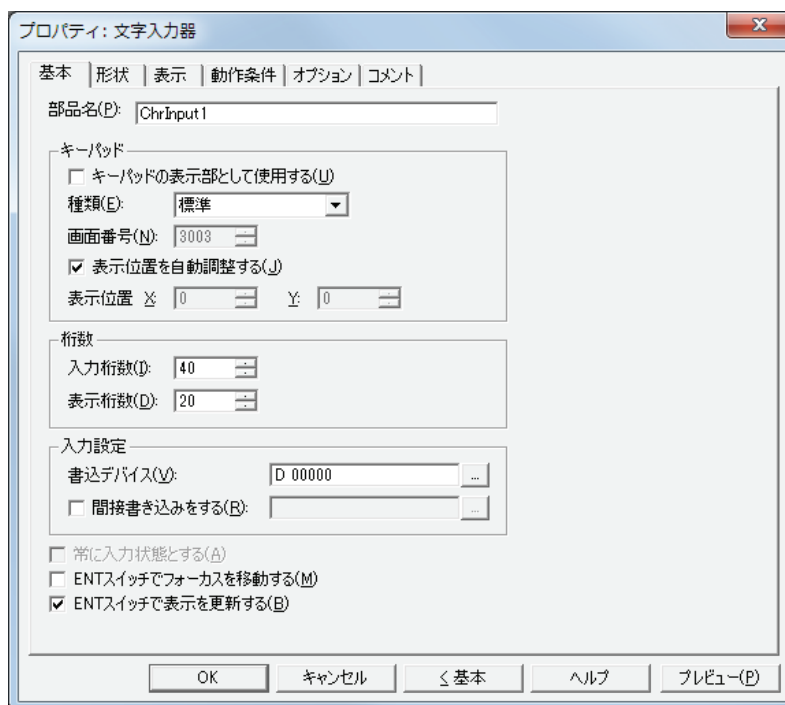 プロパティ: 文字入力器
基本 形状 表示 動作条件 オプション コメント
部品名(P): ChrInput1
キーパッド
キーパッドの表示部として使用する(U)
種類(E): 標準
画面番号(N): 3003
表示位置を自動調整する(J)
表示位置 X: 0 Y: 0
桁数
入力桁数(I): 40
表示桁数(D): 20
入力設定
書込デバイス(V): D 00000 ...
間接書き込みをする(R): ...
常に入力状態とする(A)
ENTスイッチでフォーカスを移動する(M)
ENTスイッチで表示を更新する(B)
OK キャンセル < 基本 ヘルプ プレビュー(P)